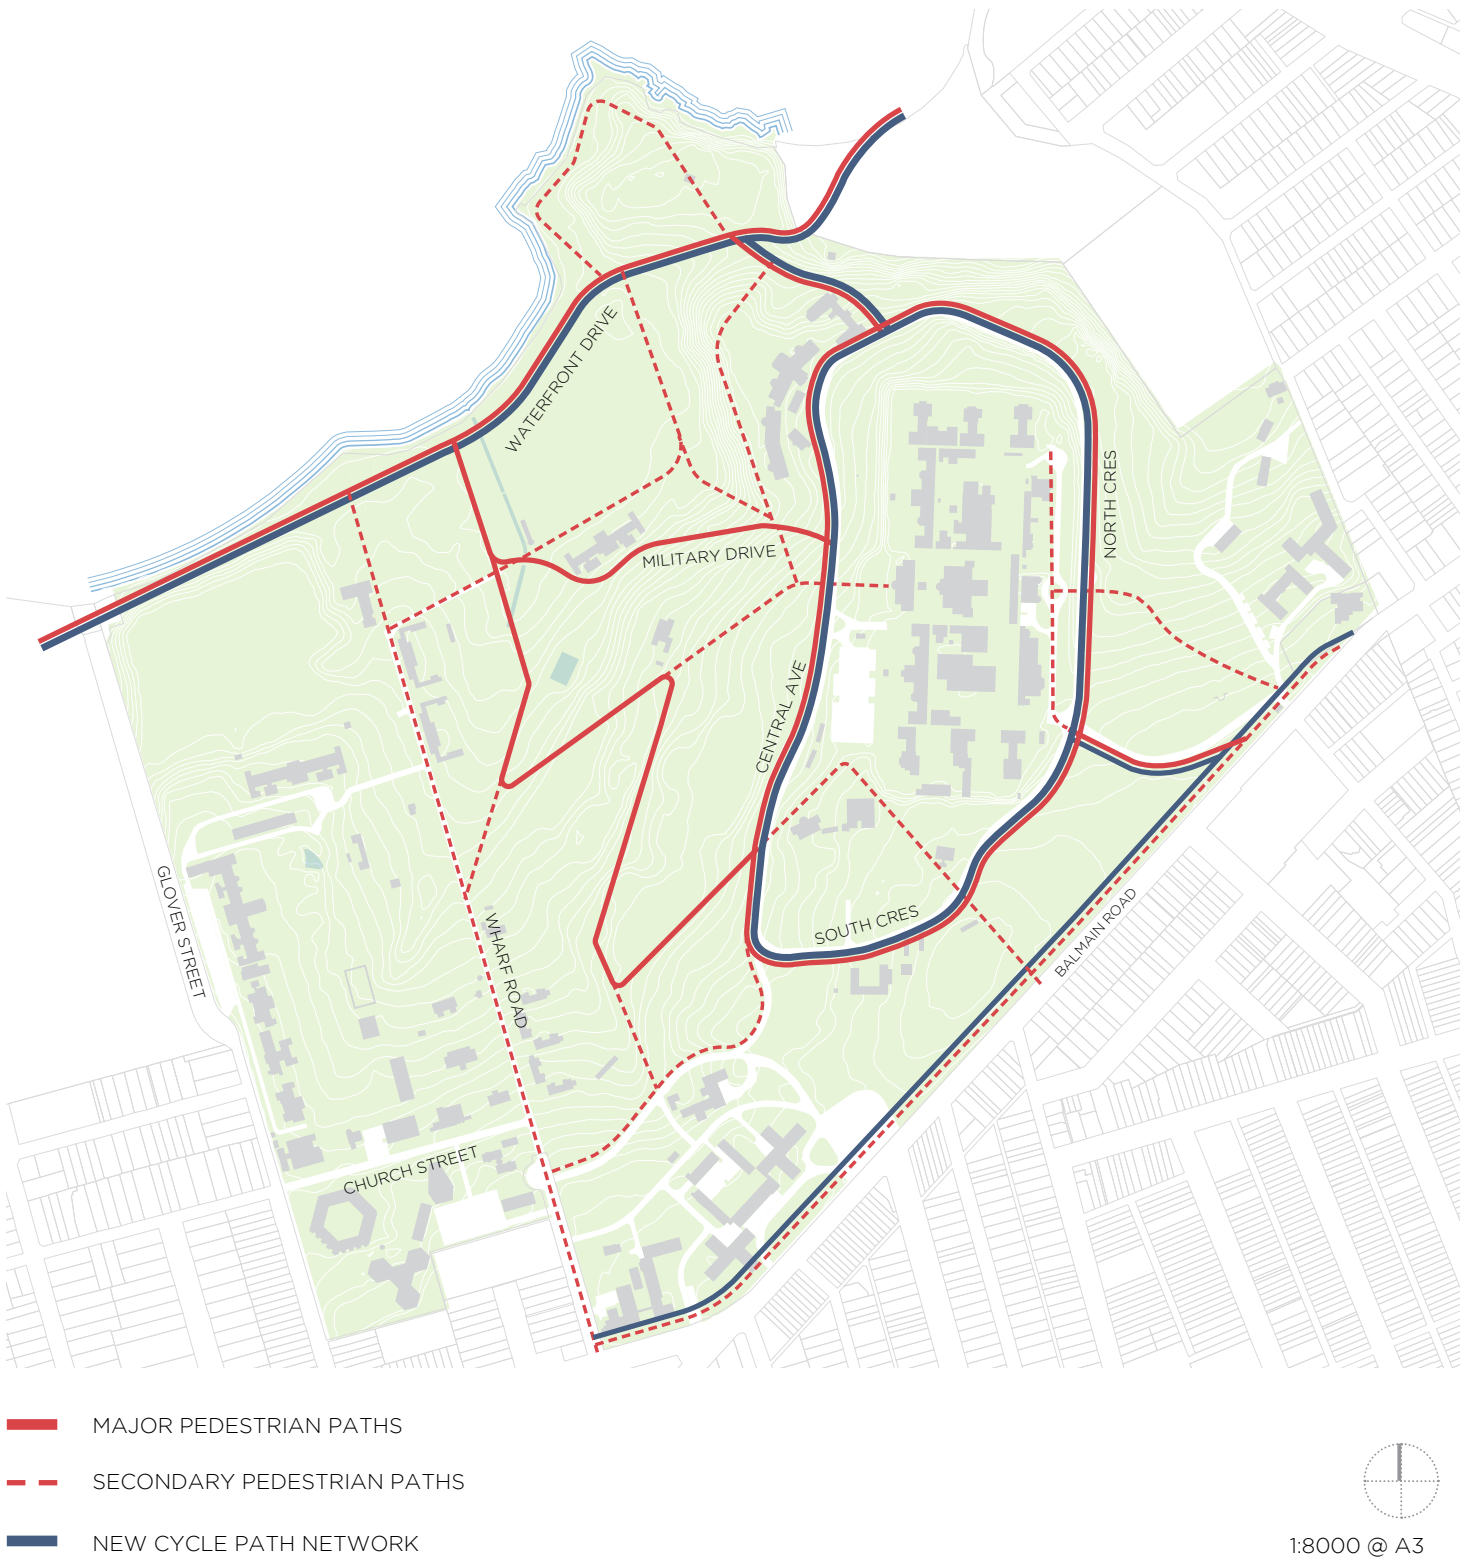 WATERFRONT DRIVE
MILITARY DRIVE
NORTH CRES
CENTRAL AVE
GLOVER STREET
WHARF ROAD
SOUTH CRES
BALMAIN ROAD
CHURCH STREET
MAJOR PEDESTRIAN PATHS
SECONDARY PEDESTRIAN PATHS
NEW CYCLE PATH NETWORK
1:8000 @ A3